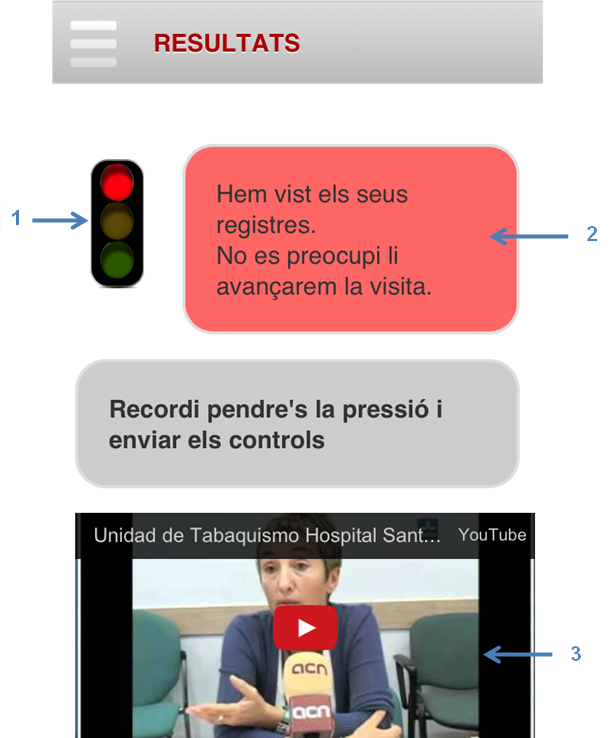 RESULTATS
1
Hem vist els seus
registres.
No es preocupi li
avançarem la visita.
2
Recordi pendre's la pressió i
enviar els controls
Unidad de Tabaquismo Hospital Sant... YouTube
3
acn
acn